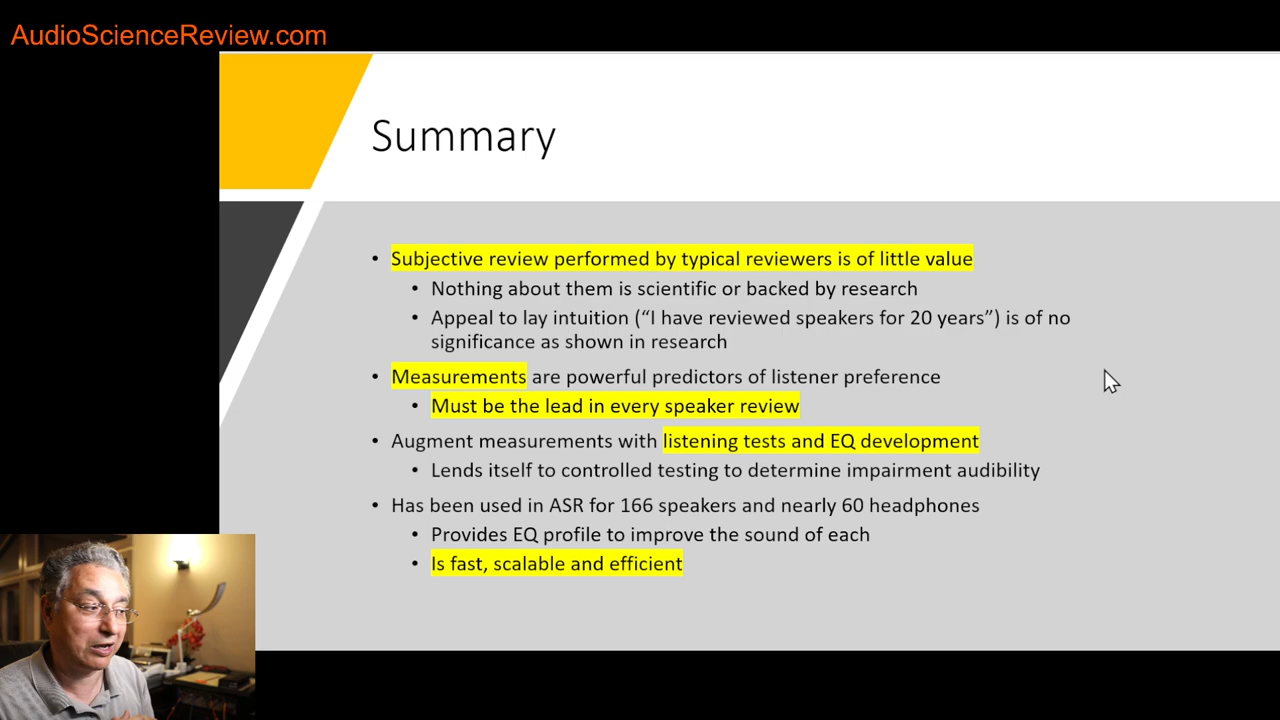 AudioScienceReview.com
Summary
• Subjective review performed by typical reviewers is of little value
• Nothing about them is scientific or backed by research
• Appeal to lay intuition (“I have reviewed speakers for 20 years”) is of no
significance as shown in research
• Measurements are powerful predictors of listener preference
• Must be the lead in every speaker review
• Augment measurements with listening tests and EQ development
• Lends itself to controlled testing to determine impairment audibility
• Has been used in ASR for 166 speakers and nearly 60 headphones
• Provides EQ profile to improve the sound of each
• Is fast, scalable and efficient